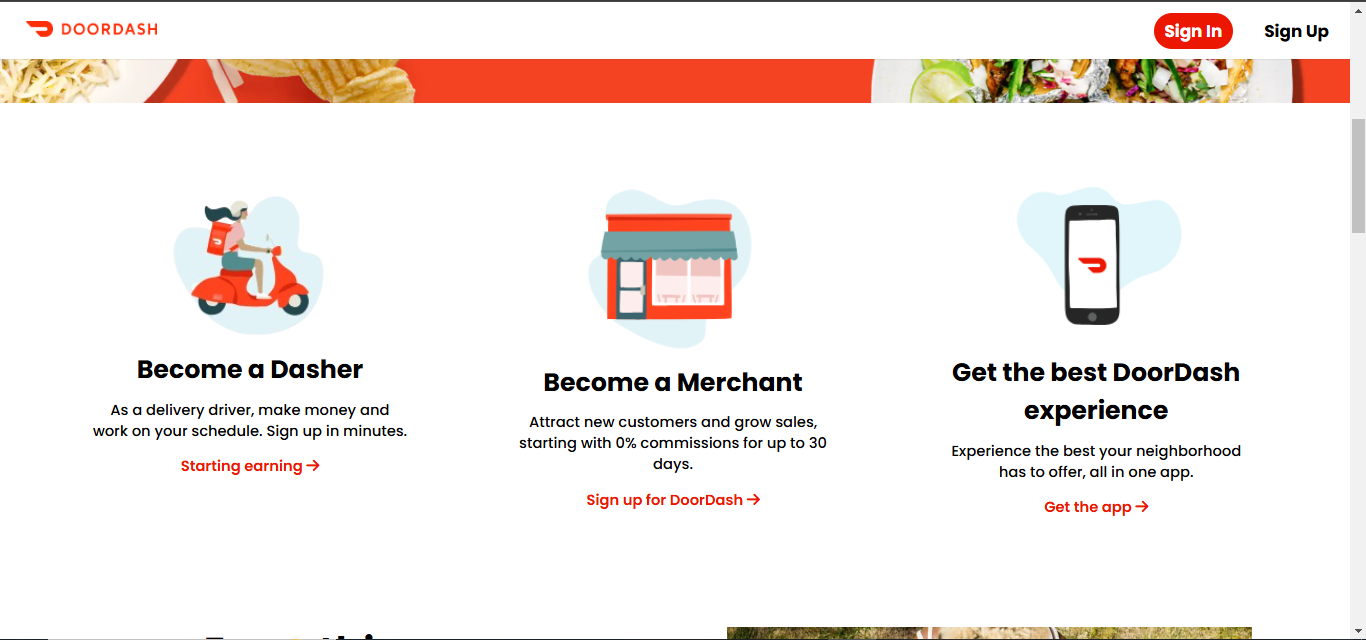 DOORDASH
Sign In
Sign Up
Become a Dasher
As a delivery driver, make money and
work on your schedule. Sign up in minutes.
Starting earning →
Become a Merchant
Attract new customers and grow sales,
starting with 0% commissions for up to 30
days.
Sign up for DoorDash →
Get the best DoorDash
experience
Experience the best your neighborhood
has to offer, all in one app.
Get the app →